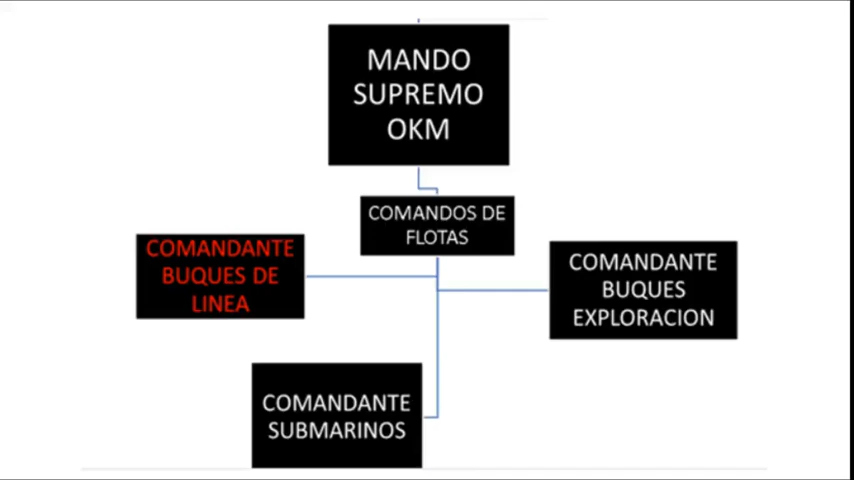 MANDO
SUPREMO
OKM
COMANDOS DE
FLOTAS
COMANDANTE
BUQUES DE
LINEA
COMANDANTE
BUQUES
EXPLORACION
COMANDANTE
SUBMARINOS